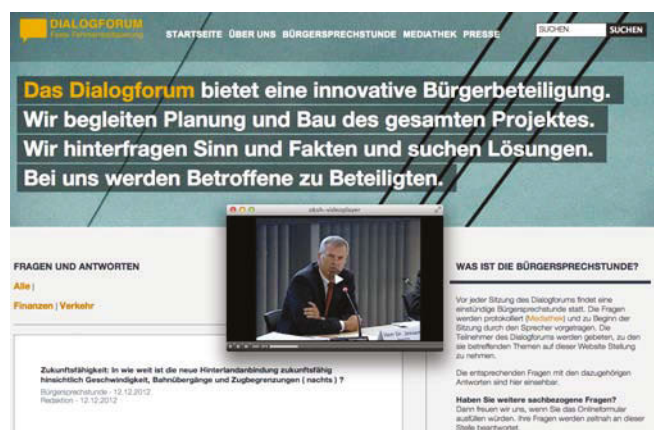 DIALOGFORUM
Feste Fehmarnbeltquerung
STARTSEITE ÜBER UNS BÜRGERSPRECHSTUNDE MEDIATHEK PRESSE
SUCHEN SUCHEN
Das Dialogforum bietet eine innovative Bürgerbeteiligung.
Wir begleiten Planung und Bau des gesamten Projektes.
Wir hinterfragen Sinn und Fakten und suchen Lösungen.
Bei uns werden Betroffene zu Beteiligten.
FRAGEN UND ANTWORTEN
Alle |
Finanzen | Verkehr
Zukunftsfähigkeit: In wie weit ist die neue Hinterlandanbindung zukunftsfähig
hinsichtlich Geschwindigkeit, Bahnübergänge und Zugbegrenzungen ( nachts ) ?
Bürgersprechstunde - 12.12.2012
Redaktion - 12.12.2012
WAS IST DIE BÜRGERSPRECHSTUNDE?
Vor jeder Sitzung des Dialogforums findet eine
einstündige Bürgersprechstunde statt. Die Fragen
werden protokolliert (Mediathek) und zu Beginn der
Sitzung durch den Sprecher vorgetragen. Die
Teilnehmer des Dialogforums werden gebeten, zu den
sie betreffenden Themen auf dieser Website Stellung
zu nehmen.
Die entsprechenden Fragen mit den dazugehörigen
Antworten sind hier einsehbar.
Haben Sie weitere sachbezogene Fragen?
Dann freuen wir uns, wenn Sie das Onlineformular
ausfüllen würden. Ihre Fragen werden zeitnah an dieser
Stelle beantwortet.